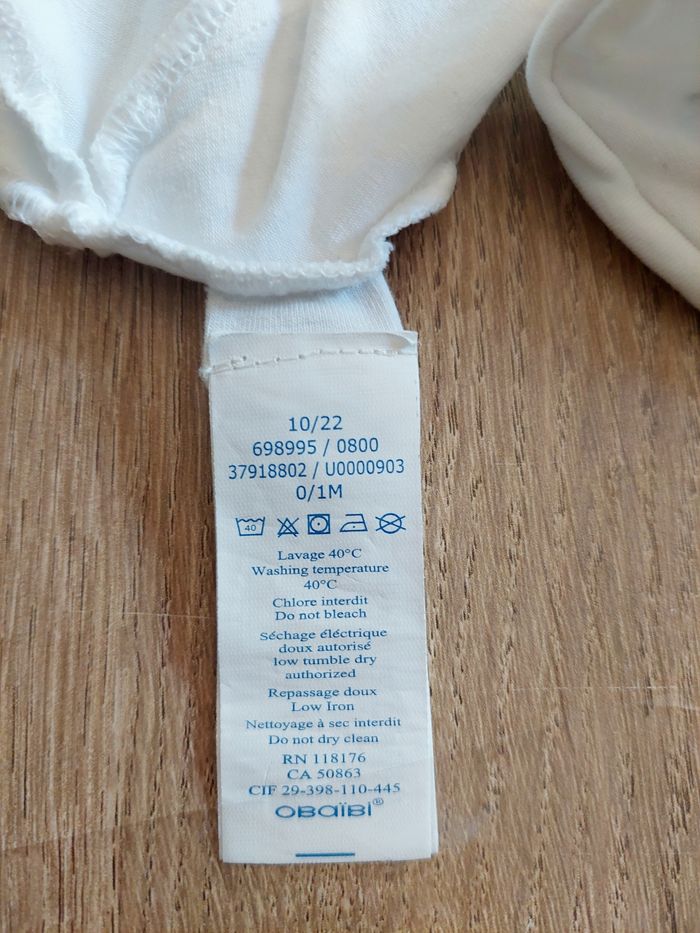 10/22
698995 / 0800
37918802 / U0000903
0/1M
40
Lavage 40°C
Washing temperature
40°C
Chlore interdit
Do not bleach
Séchage éléctrique
doux autorisé
low tumble dry
authorized
Repassage doux
Low Iron
Nettoyage à sec interdit
Do not dry clean
RN 118176
CA 50863
CIF 29-398-110-445
OBaïBi®